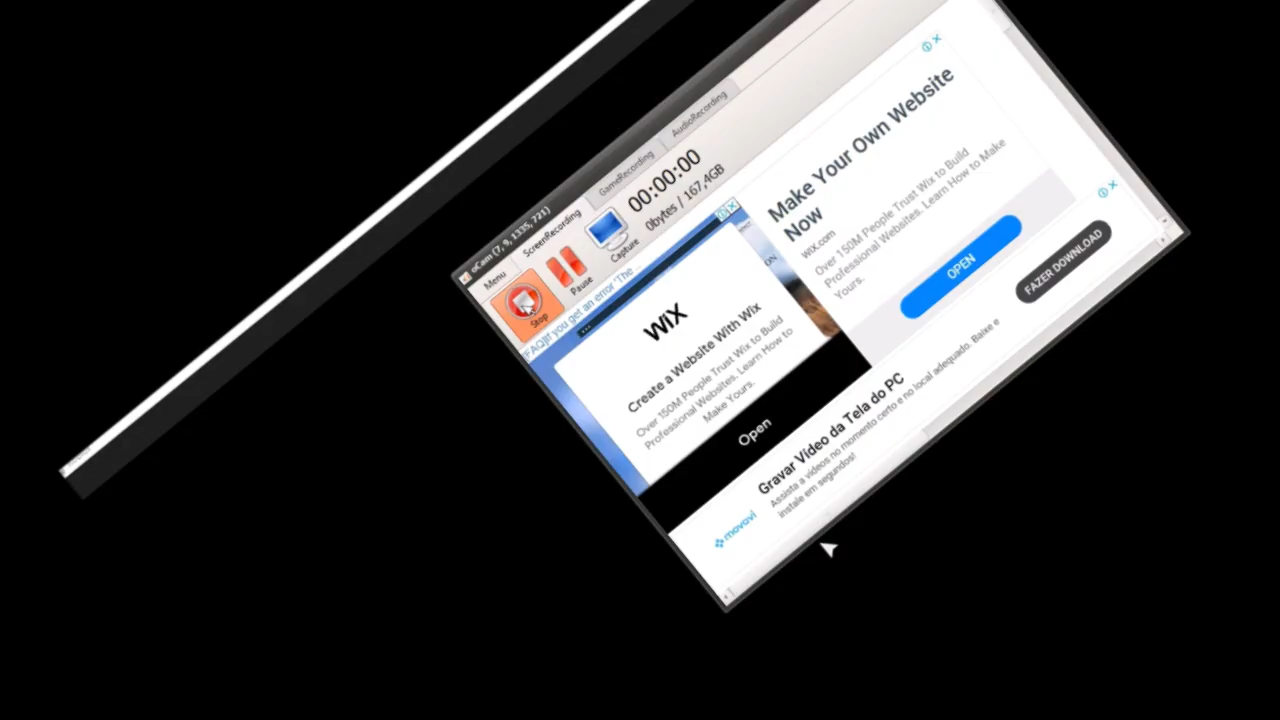 oCam (7, 9, 1335, 721)
Menu
ScreenRecording
GameRecording
AudioRecording
Stop
Pause
Capture
00:00:00
0bytes / 167,4GB
[FAQ]If you get an error "The ...
WIX
Create a Website With Wix
Over 150M People Trust Wix to Build
Professional Websites. Learn How to
Make Yours.
Open
Make Your Own Website
Now
wix.com
Over 150M People Trust Wix to Build
Professional Websites. Learn How to Make
Yours.
OPEN
movavi
Gravar Vídeo da Tela do PC
Assista a vídeos no momento certo e no local adequado. Baixe e
instale em segundos!
FAZER DOWNLOAD